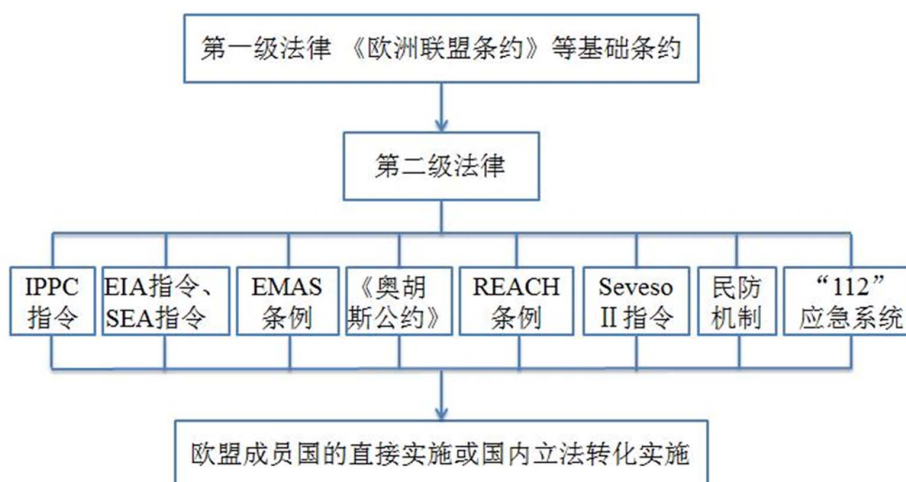 第一级法律 《欧洲联盟条约》等基础条约
第二级法律
IPPC
指令
EIA指令、
SEA指令
EMAS
条例
《奥胡
斯公约》
REACH
条例
Seveso
Ⅱ指令
民防
机制
“112”
应急系统
欧盟成员国的直接实施或国内立法转化实施